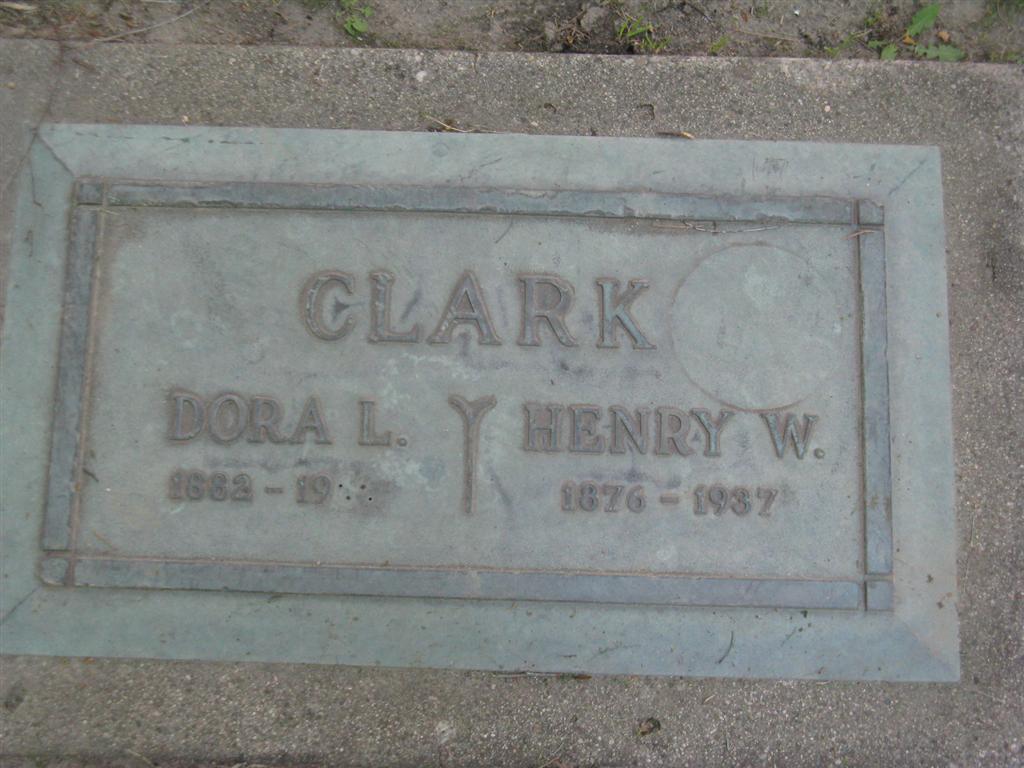 CLARK
DORA L.
1882 - 19
HENRY W.
1876 - 1937